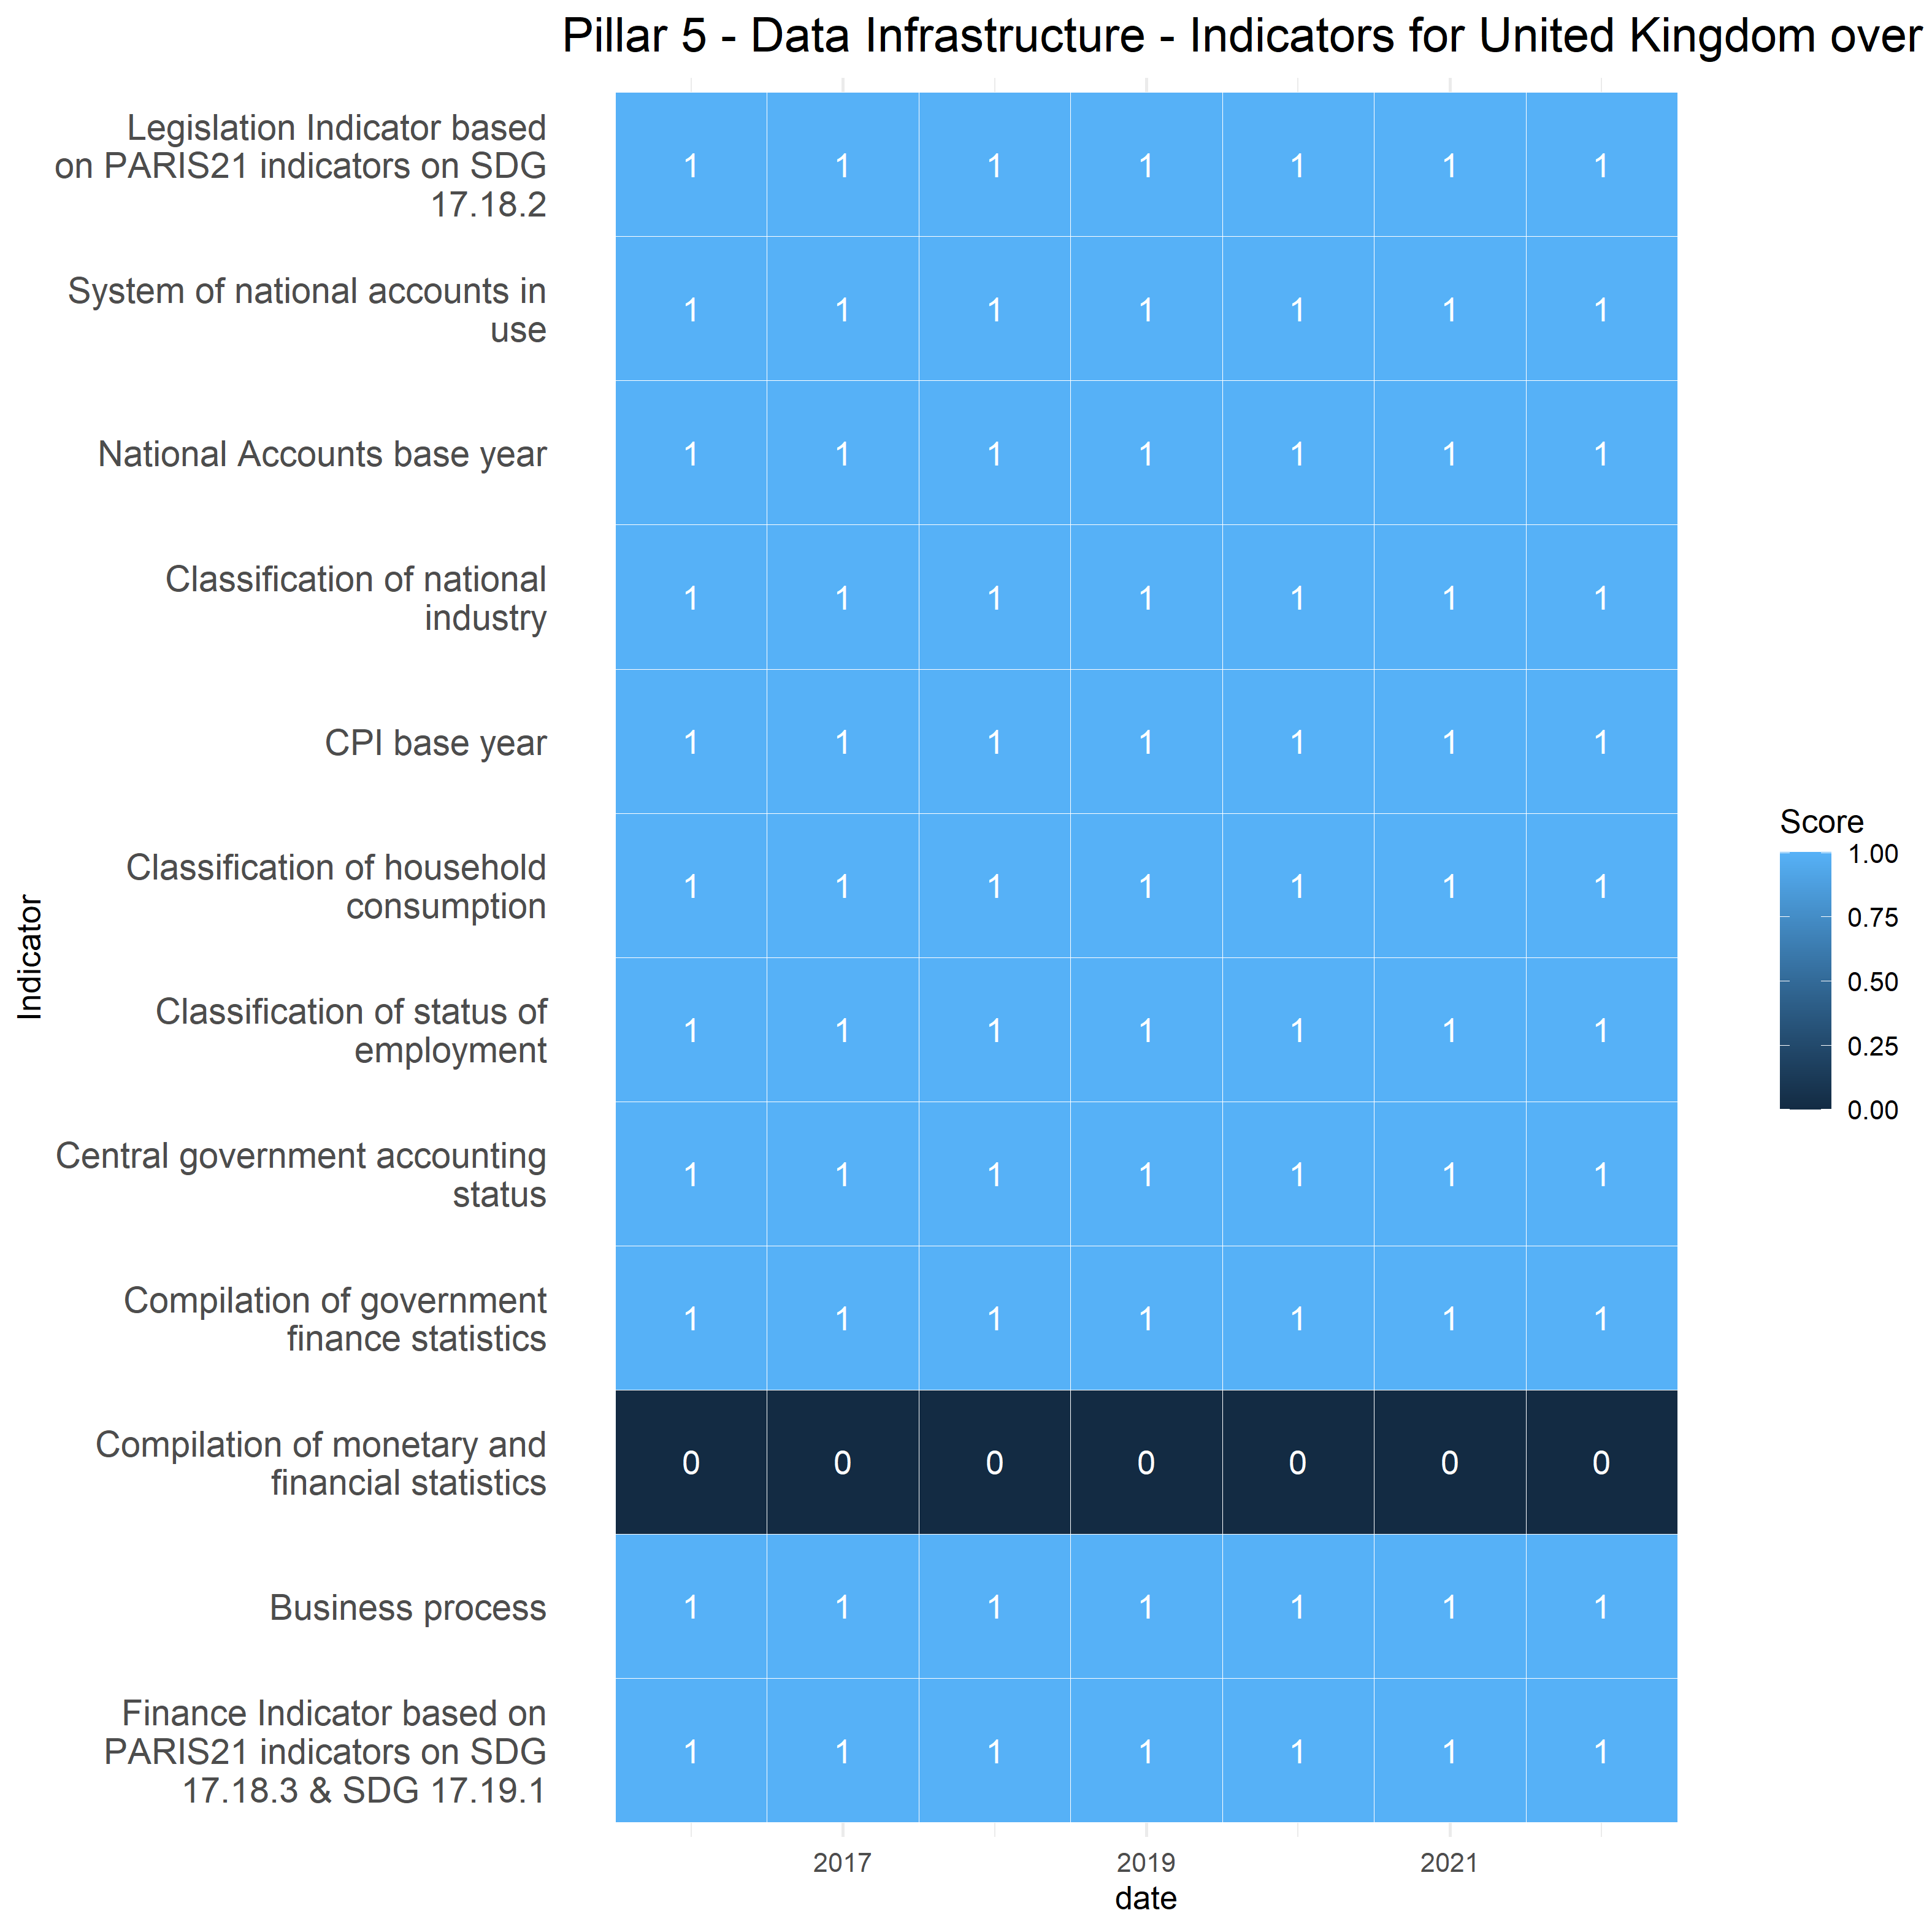 Pillar 5 - Data Infrastructure - Indicators for United Kingdom over
Legislation Indicator based
on PARIS21 indicators on SDG
17.18.2
1 1 1 1 1 1 1
System of national accounts in
use
1 1 1 1 1 1 1
National Accounts base year
1 1 1 1 1 1 1
Classification of national
industry
1 1 1 1 1 1 1
CPI base year
1 1 1 1 1 1 1
Classification of household
consumption
1 1 1 1 1 1 1
Classification of status of
employment
1 1 1 1 1 1 1
Central government accounting
status
1 1 1 1 1 1 1
Compilation of government
finance statistics
1 1 1 1 1 1 1
Compilation of monetary and
financial statistics
0 0 0 0 0 0 0
Business process
1 1 1 1 1 1 1
Finance Indicator based on
PARIS21 indicators on SDG
17.18.3 & SDG 17.19.1
1 1 1 1 1 1 1
Indicator
2017 2019 2021
date
Score
1.00
0.75
0.50
0.25
0.00